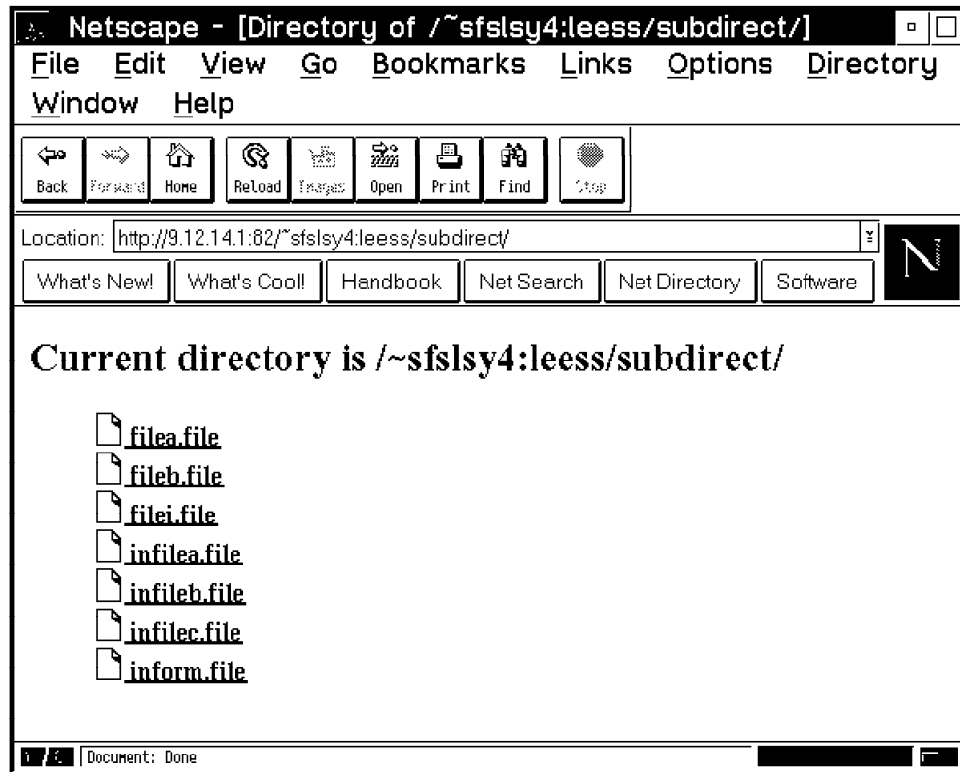 Netscape - [Directory of /~sfslsy4:leess/subdirect/]
File Edit View Go Bookmarks Links Options Directory
Window Help
Back Forward Home Reload Images Open Print Find Stop
Location: http://9.12.14.1:82/~sfslsy4:leess/subdirect/
N
What's New! What's Cool! Handbook Net Search Net Directory Software
Current directory is /~sfslsy4:leess/subdirect/
filea.file
fileb.file
filei.file
infilea.file
infileb.file
infilec.file
inform.file
Document: Done